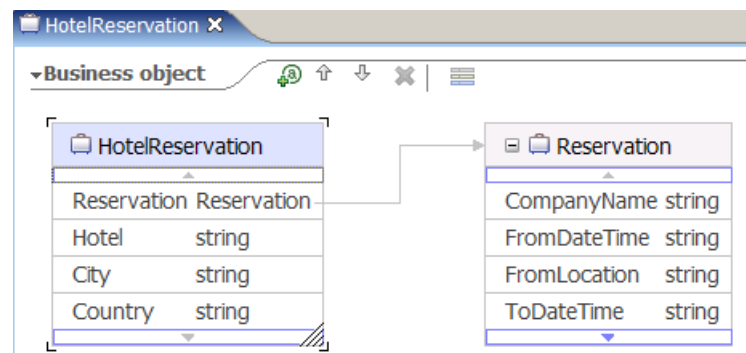 HotelReservation
Business object
HotelReservation
Reservation Reservation
Hotel string
City string
Country string
Reservation
CompanyName string
FromDateTime string
FromLocation string
ToDateTime string